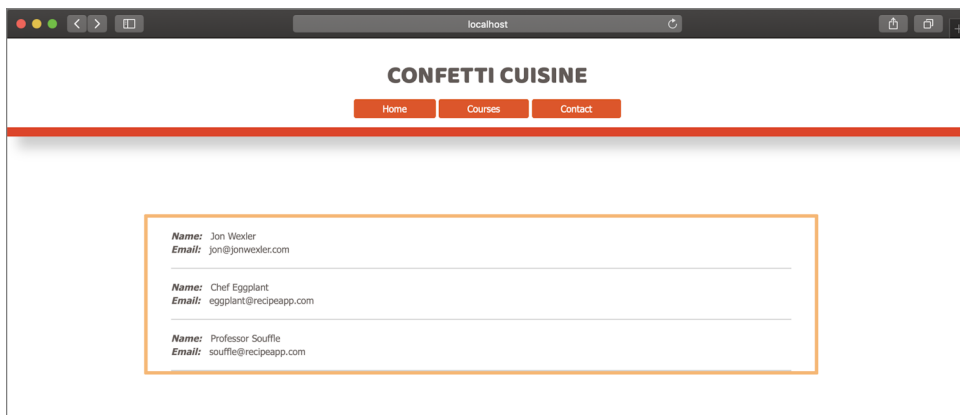 localhost
CONFETTI CUISINE
Home Courses Contact
Name: Jon Wexler
Email: jon@jonwexler.com
Name: Chef Eggplant
Email: eggplant@recipeapp.com
Name: Professor Souffle
Email: souffle@recipeapp.com